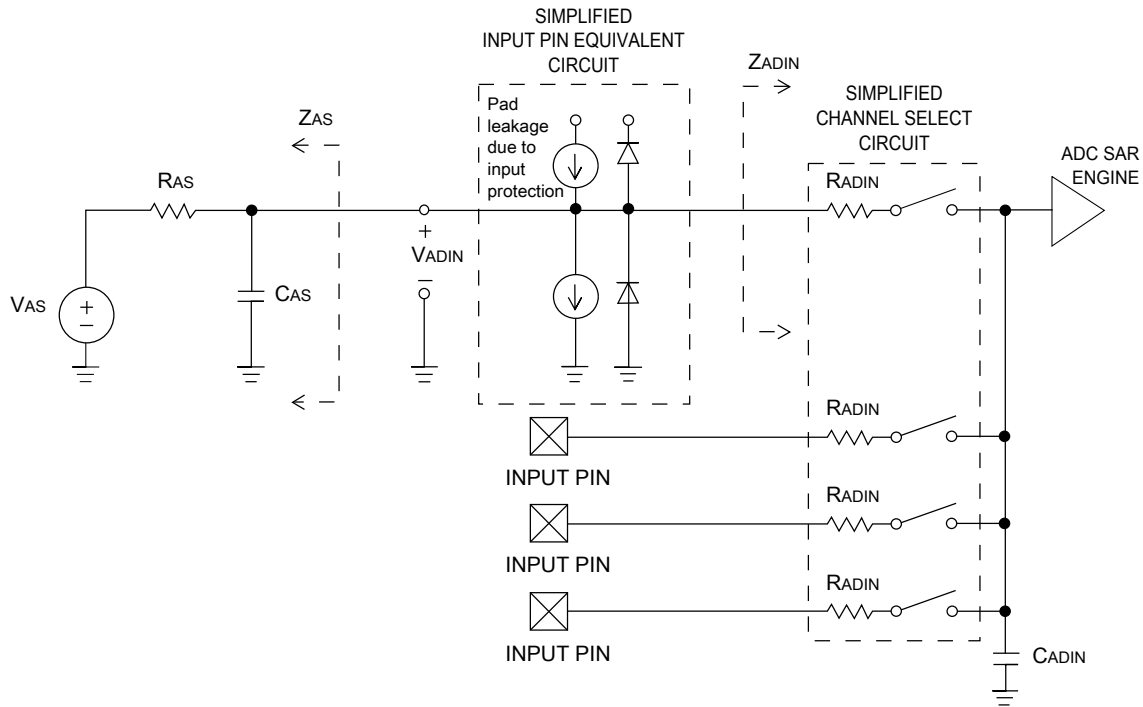 SIMPLIFIED
INPUT PIN EQUIVALENT
CIRCUIT
ZADIN
Pad
leakage
due to
input
protection
SIMPLIFIED
CHANNEL SELECT
CIRCUIT
ZAS
ADC SAR
ENGINE
RAS
RADIN
+
VADIN
–
VAS
+
–
CAS
RADIN
INPUT PIN
RADIN
INPUT PIN
RADIN
INPUT PIN
CADIN